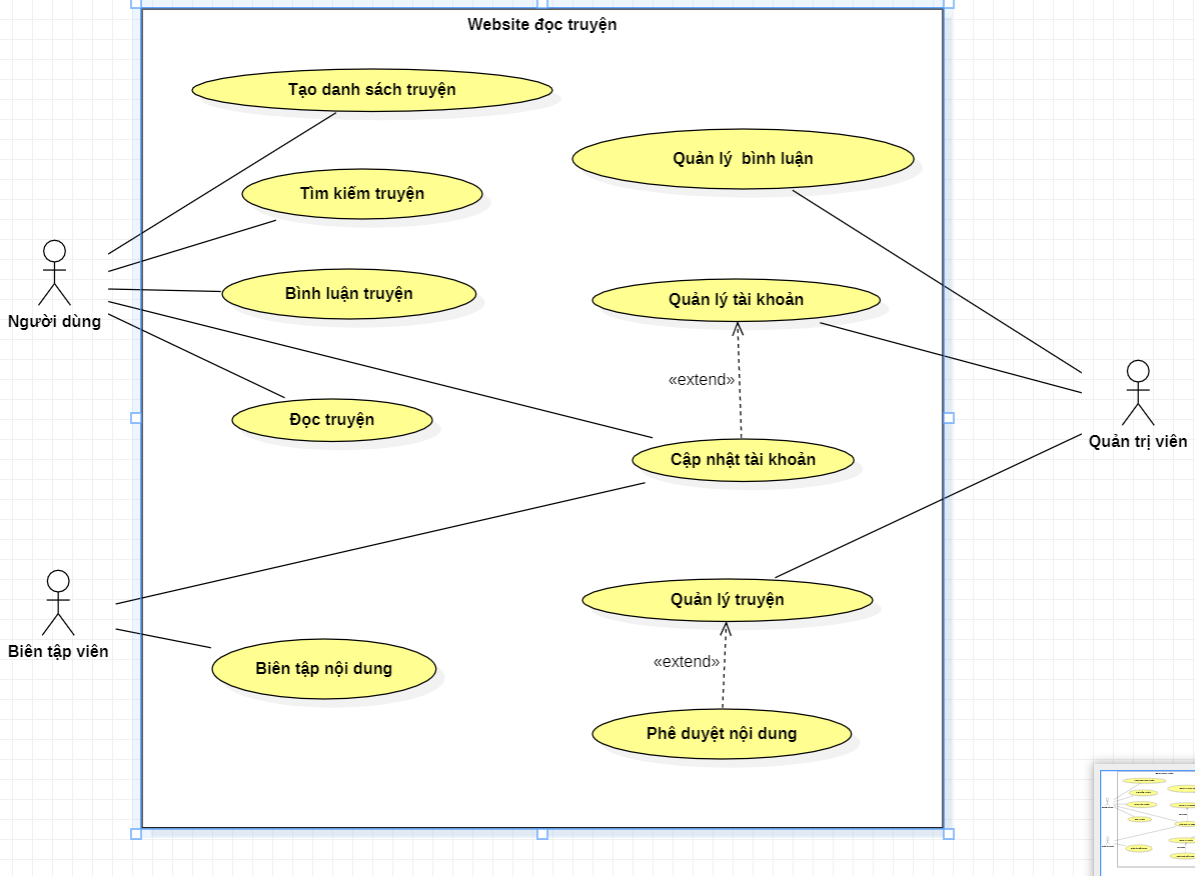 Website đọc truyện
Tạo danh sách truyện
Quản lý  bình luận
Tìm kiếm truyện
Bình luận truyện
Quản lý tài khoản
Người dùng
«extend»
Đọc truyện
Quản trị viên
Cập nhật tài khoản
Quản lý truyện
Biên tập viên
«extend»
Biên tập nội dung
Phê duyệt nội dung